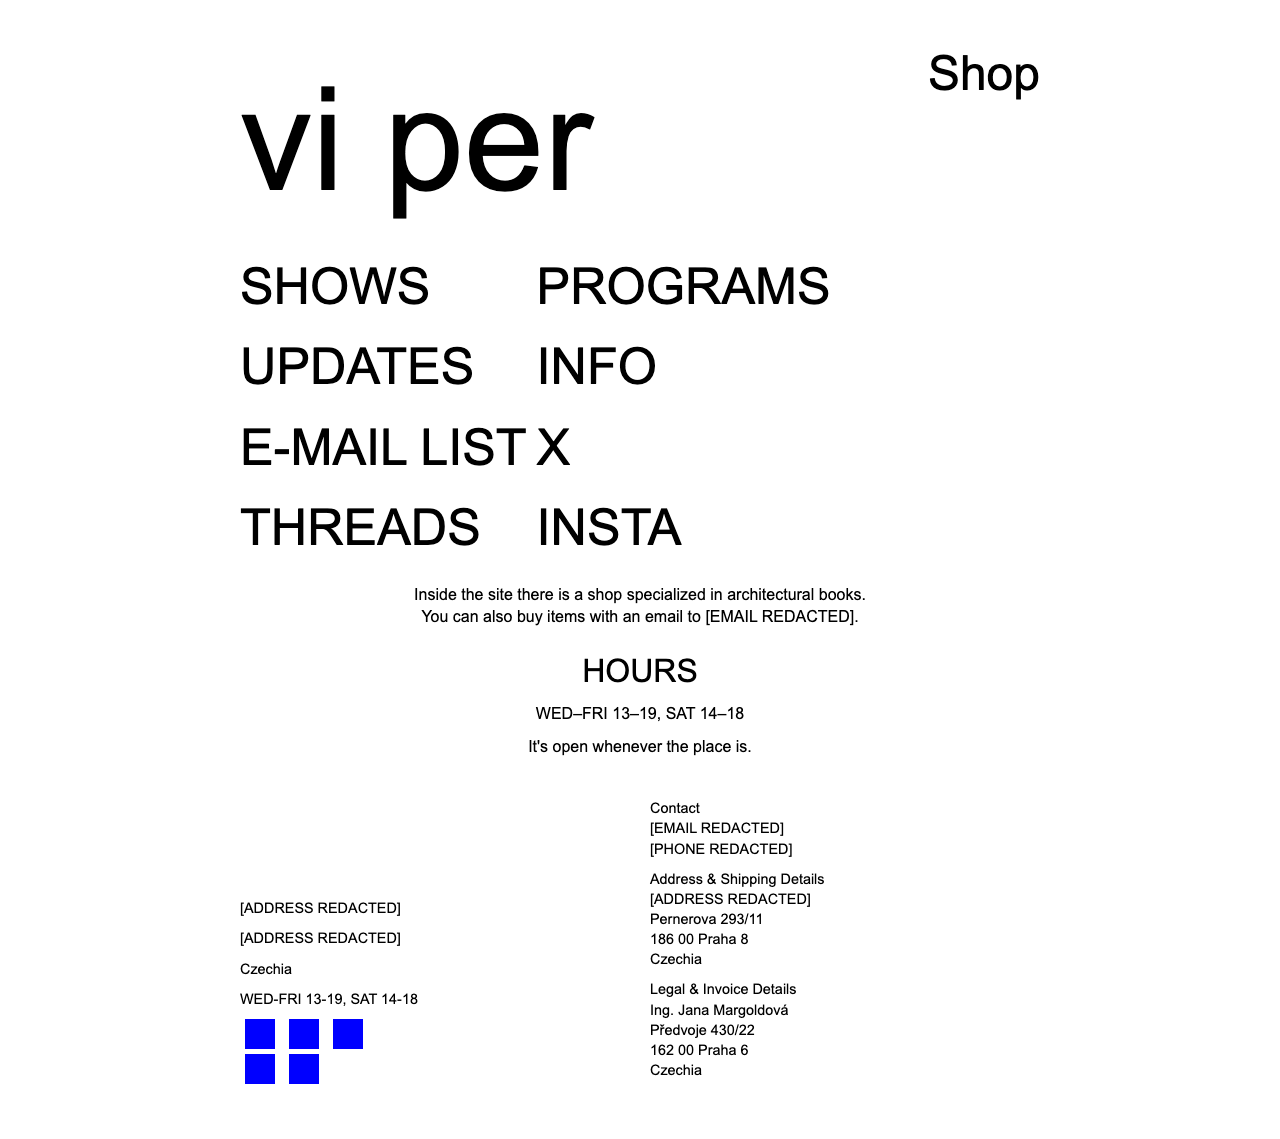 Shop
vi per
SHOWS PROGRAMS
UPDATES INFO
E-MAIL LIST X
THREADS INSTA
Inside the site there is a shop specialized in architectural books.
You can also buy items with an email to [EMAIL REDACTED].
HOURS
WED–FRI 13–19, SAT 14–18
It's open whenever the place is.
[ADDRESS REDACTED]
[ADDRESS REDACTED]
Czechia
WED-FRI 13-19, SAT 14-18
Contact
[EMAIL REDACTED]
[PHONE REDACTED]
Address & Shipping Details
[ADDRESS REDACTED]
Pernerova 293/11
186 00 Praha 8
Czechia
Legal & Invoice Details
Ing. Jana Margoldová
Předvoje 430/22
162 00 Praha 6
Czechia